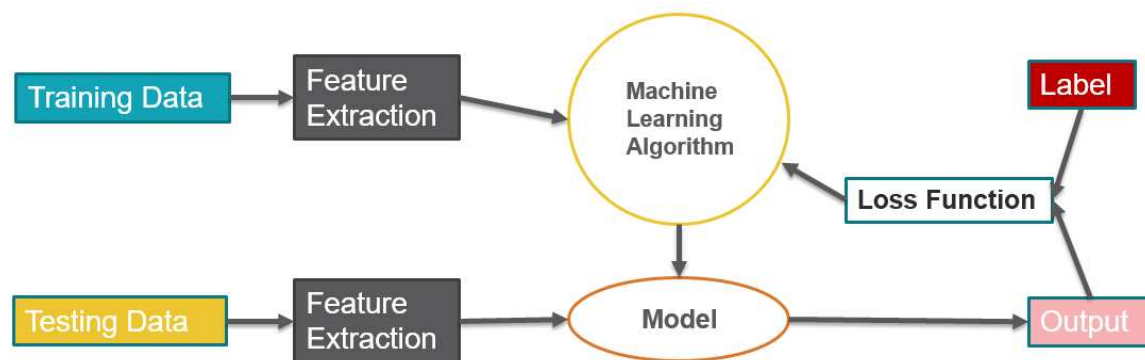 Training Data
Feature
Extraction
Machine
Learning
Algorithm
Label
Loss Function
Testing Data
Feature
Extraction
Model
Output